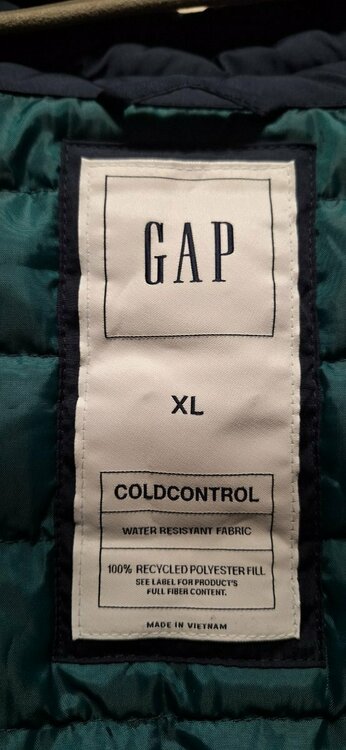 GAP
XL
COLDCONTROL
WATER RESISTANT FABRIC
100% RECYCLED POLYESTER FILL
SEE LABEL FOR PRODUCT'S
FULL FIBER CONTENT.
MADE IN VIETNAM